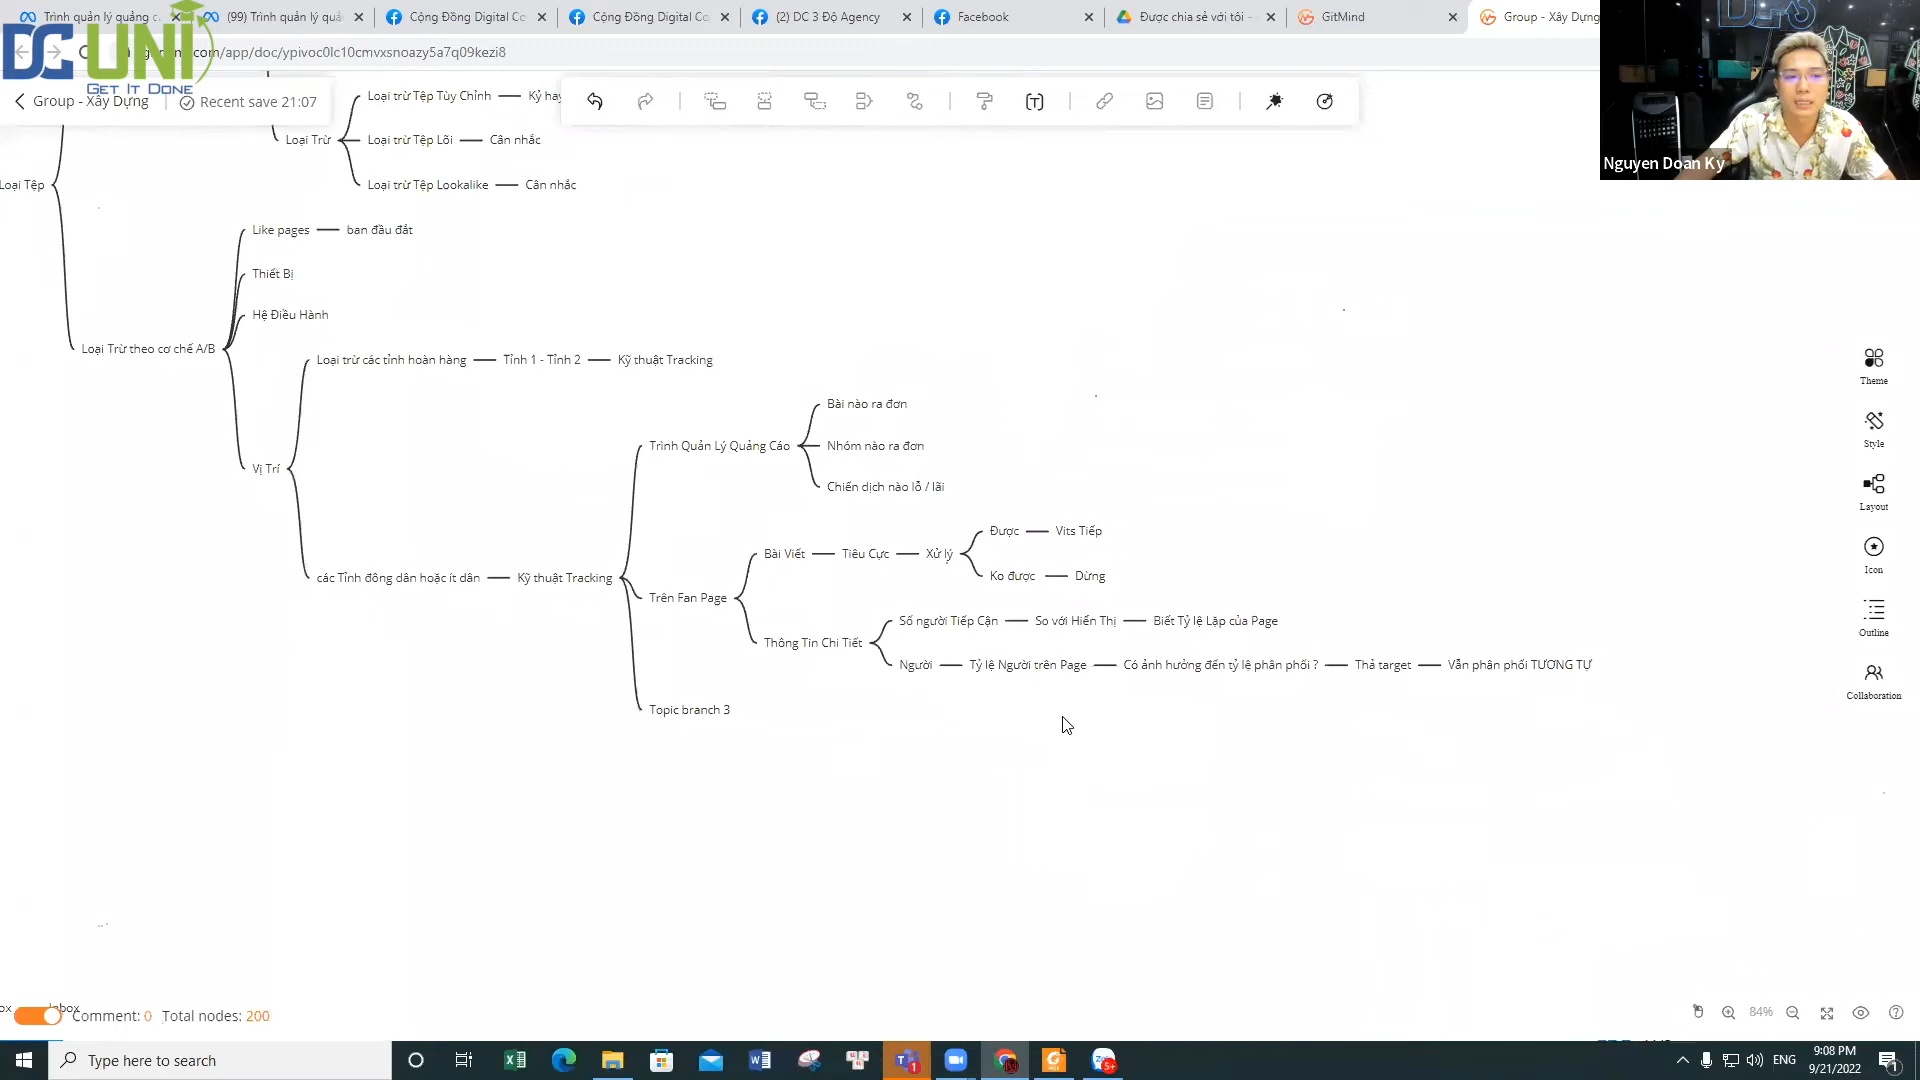 Trình quản lý quảng c
(99) Trình quản lý quả
Cộng Đồng Digital Co
Cộng Đồng Digital Co
(2) DC 3 Độ Agency
Facebook
Được chia sẻ với tôi -
GitMind
Group - Xây Dựng
/app/doc/ypivoc0lc10cmvxsnoazy5a7q09kezi8
DC UNI
GET IT DONE
Group - Xây Dựng
Recent save 21:07
Nguyen Doan Ky
Loại trừ Tệp Tùy Chỉnh
Loại Trừ
Loại trừ Tệp Lõi
Cân nhắc
Loại trừ Tệp Lookalike
Cân nhắc
Loại Tệp
Like pages
ban đầu đắt
Thiết Bị
Hệ Điều Hành
Loại Trừ theo cơ chế A/B
Loại trừ các tỉnh hoàn hàng
Tỉnh 1 - Tỉnh 2
Kỹ thuật Tracking
Vị Trí
Bài nào ra đơn
Trình Quản Lý Quảng Cáo
Nhóm nào ra đơn
Chiến dịch nào lỗ / lãi
Được
Vits Tiếp
Bài Viết
Tiêu Cực
Xử lý
Ko được
Dừng
các Tỉnh đông dân hoặc ít dân
Kỹ thuật Tracking
Trên Fan Page
Số người Tiếp Cận
So với Hiển Thị
Biết Tỷ lệ Lặp của Page
Thông Tin Chi Tiết
Người
Tỷ lệ Người trên Page
Có ảnh hưởng đến tỷ lệ phân phối ?
Thả target
Vẫn phân phối TƯƠNG TỰ
Topic branch 3
Theme
Style
Layout
Icon
Outline
Collaboration
Comment: 0
Total nodes: 200
84%
Type here to search
ENG
9:08 PM
9/21/2022